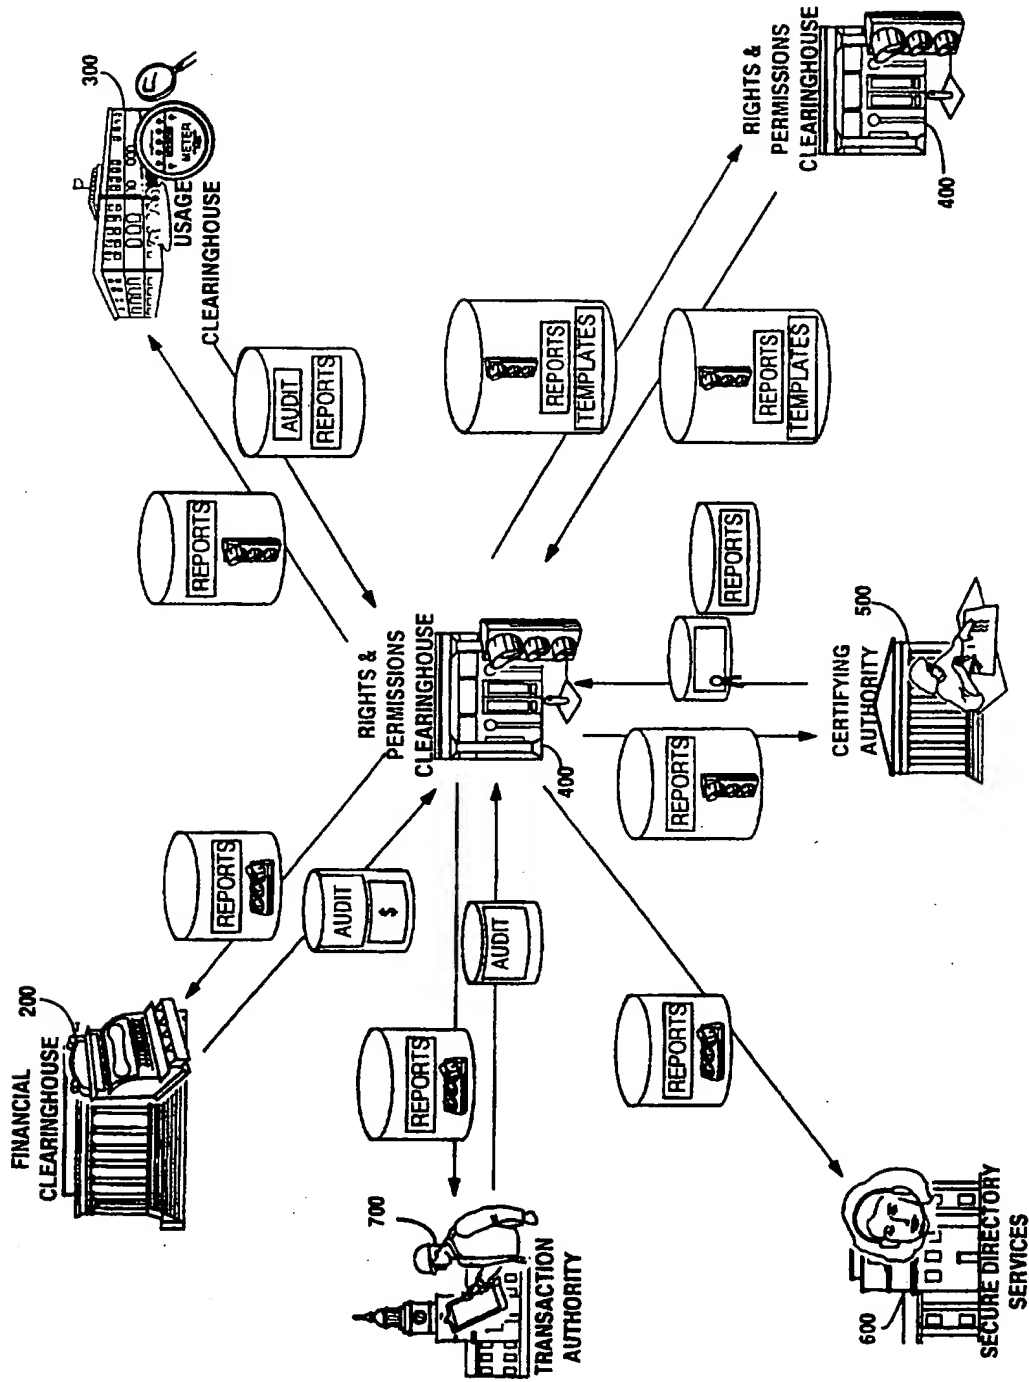 FINANCIAL
CLEARINGHOUSE
200
300
METER
USAGE
CLEARINGHOUSE
REPORTS
REPORTS
AUDIT
REPORTS
AUDIT
$
700
TRANSACTION
AUTHORITY
REPORTS
AUDIT
RIGHTS &
PERMISSIONS
CLEARINGHOUSE
400
REPORTS
TEMPLATES
REPORTS
TEMPLATES
RIGHTS &
PERMISSIONS
CLEARINGHOUSE
400
REPORTS
REPORTS
REPORTS
600
SECURE DIRECTORY
SERVICES
CERTIFYING
AUTHORITY
500